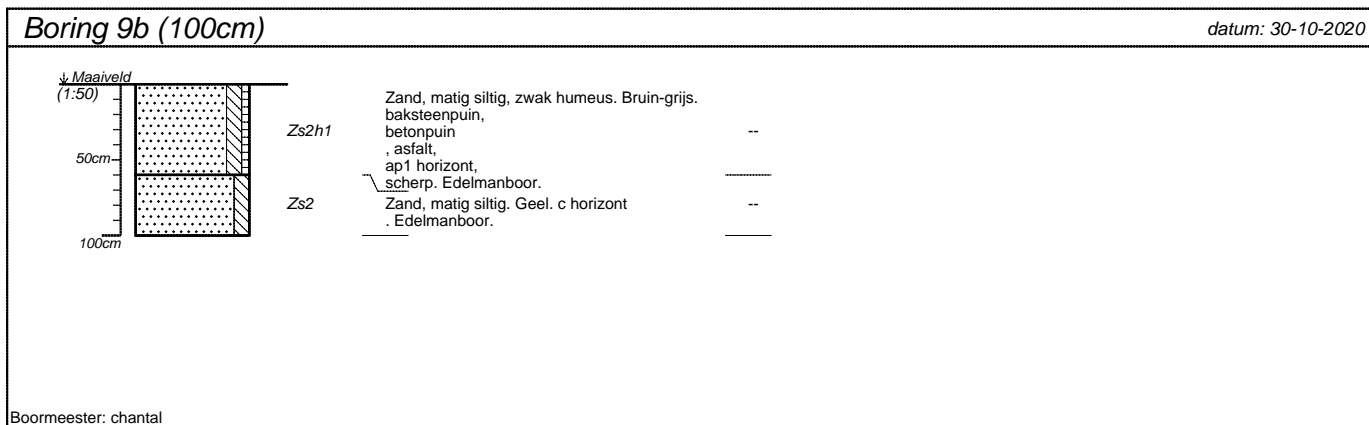 Boring 9b (100cm)
datum: 30-10-2020
Maaiveld
(1:50)
Zand, matig siltig, zwak humeus. Bruin-grijs.
baksteenpuin,
Zs2h1
betonpuin
--
, asfalt,
50cm
ap1 horizont,
scherp. Edelmanboor.
Zs2
Zand, matig siltig. Geel. c horizont
--
. Edelmanboor.
100cm
Boormeester: chantal